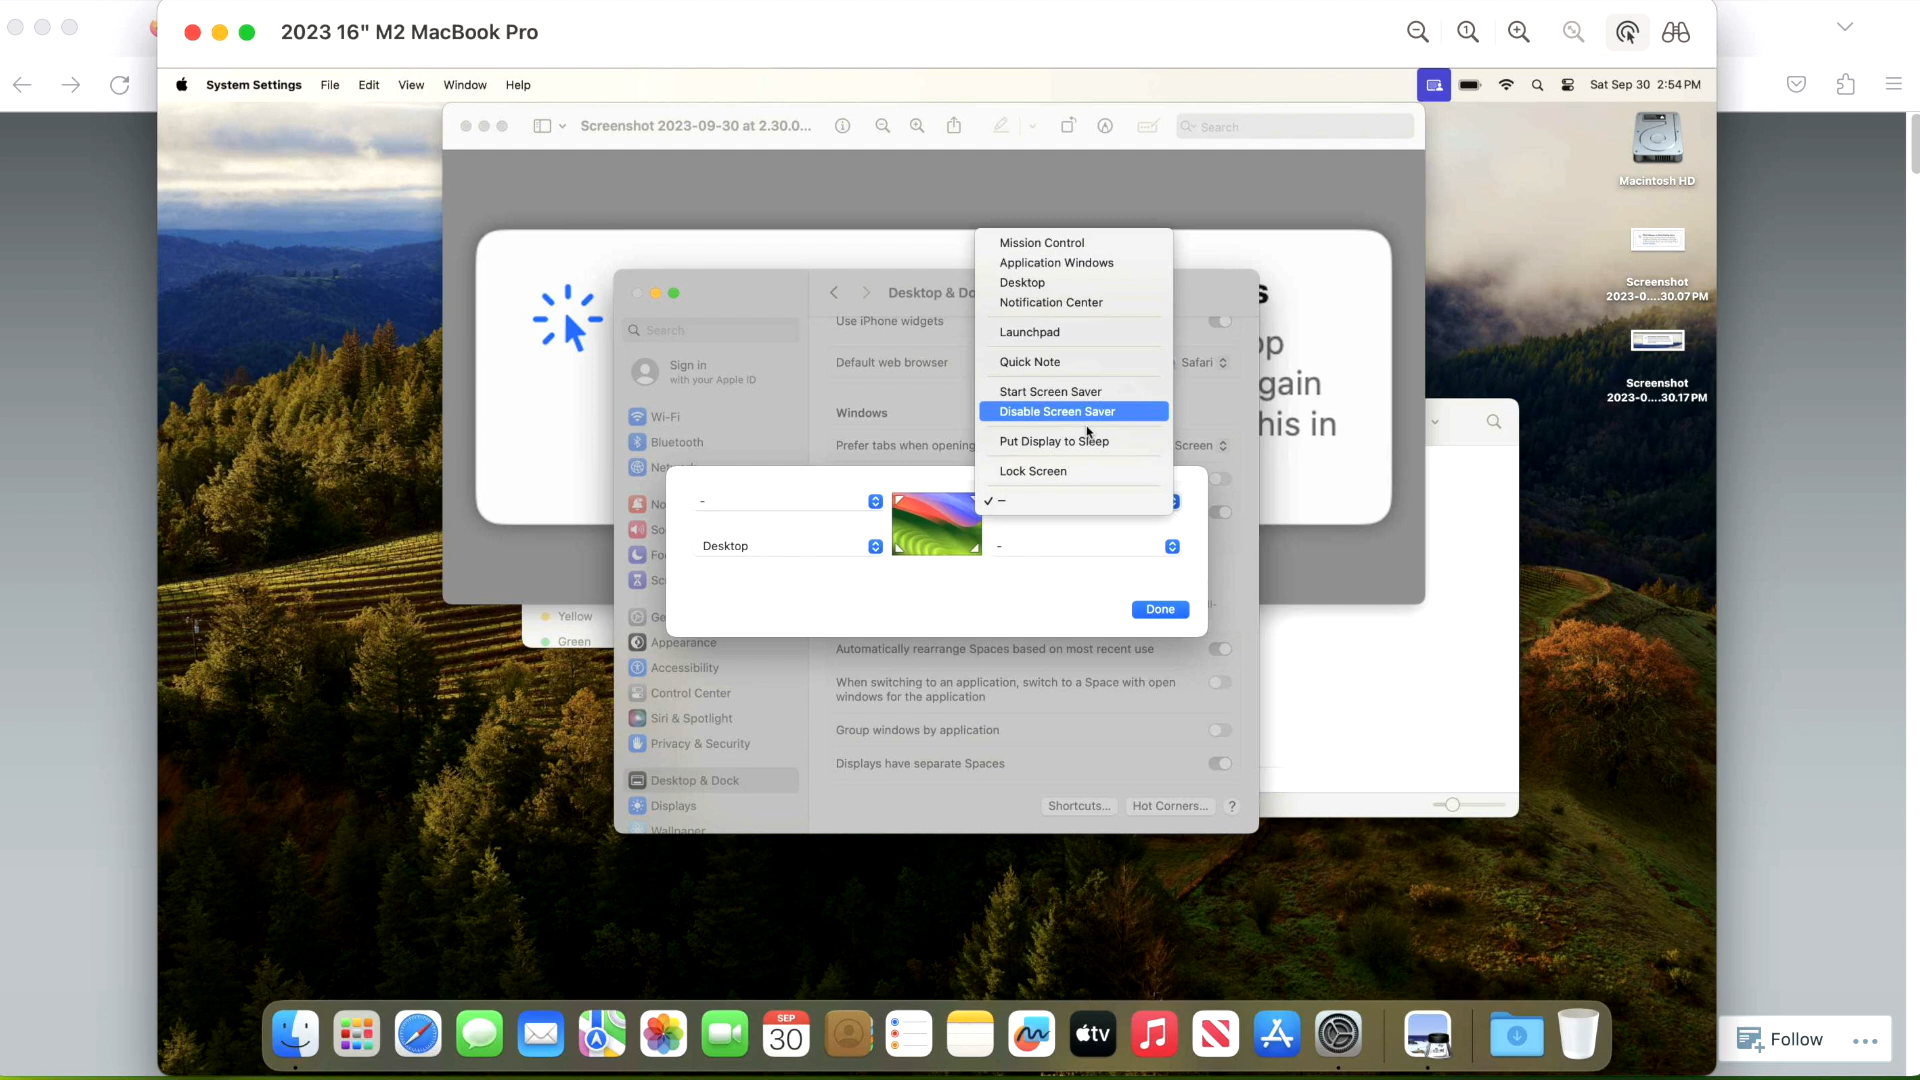 2023 16" M2 MacBook Pro
System Settings File Edit View Window Help
Sat Sep 30 2:54 PM
Screenshot 2023-09-30 at 2.30.0...
Search
Macintosh HD
Screenshot
2023-0....30.07 PM
Screenshot
2023-0....30.17 PM
Mission Control
Application Windows
Desktop
Notification Center
Launchpad
Quick Note
Start Screen Saver
Disable Screen Saver
Put Display to Sleep
Lock Screen
✓ –
Desktop & Do
Search
Use iPhone widgets
Sign in
with your Apple ID
Default web browser
Safari
Windows
Prefer tabs when opening
Screen
gain
his in
Wi-Fi
Bluetooth
-
Desktop
-
Done
Yellow
Green
Appearance
Accessibility
Control Center
Siri & Spotlight
Privacy & Security
Desktop & Dock
Displays
Wallpaper
Automatically rearrange Spaces based on most recent use
When switching to an application, switch to a Space with open
windows for the application
Group windows by application
Displays have separate Spaces
Shortcuts... Hot Corners... ?
SEP
30
tv
Follow